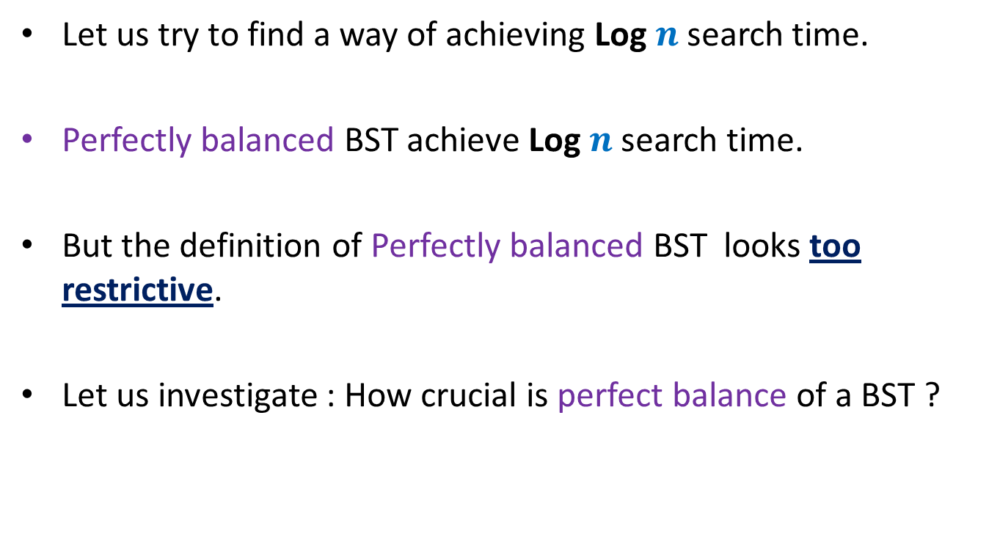 • Let us try to find a way of achieving Log n search time.
• Perfectly balanced BST achieve Log n search time.
• But the definition of Perfectly balanced BST looks too
restrictive.
• Let us investigate : How crucial is perfect balance of a BST ?